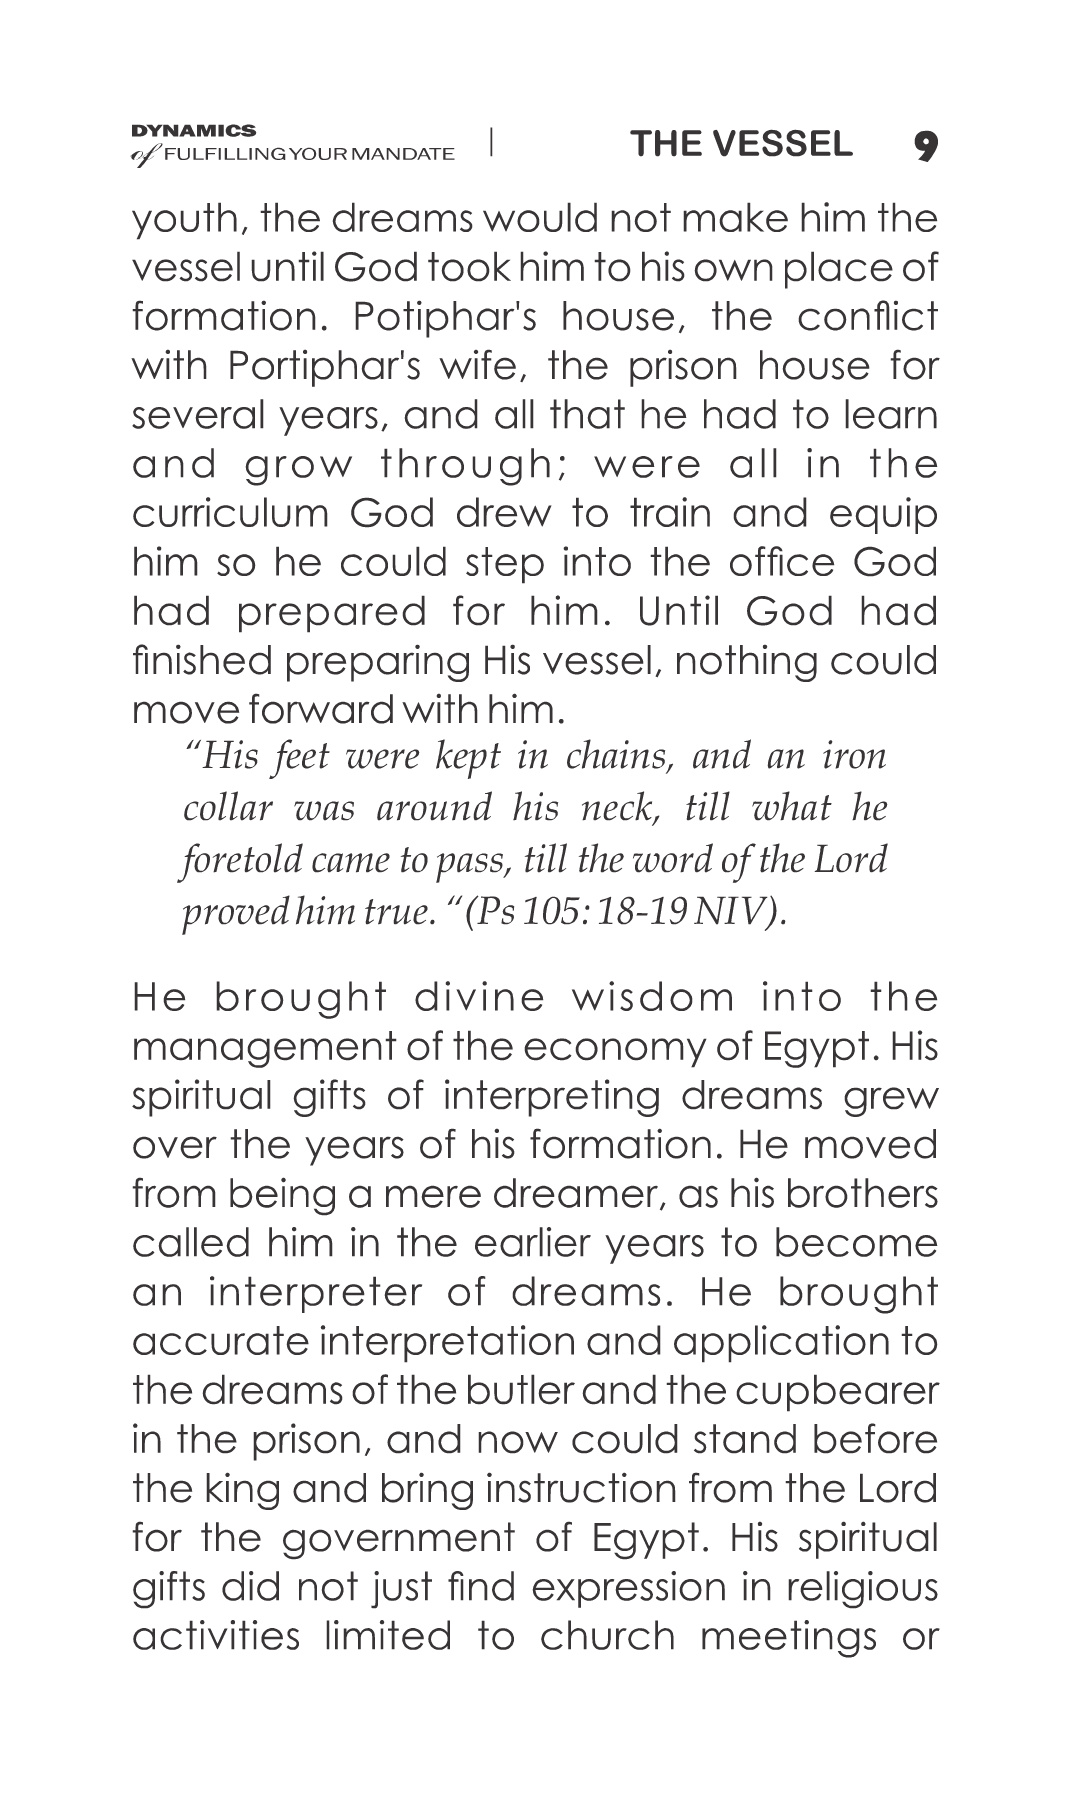 DYNAMICS
of FULFILLING YOUR MANDATE
THE VESSEL 9
youth, the dreams would not make him the
vessel until God took him to his own place of
formation. Potiphar's house, the conflict
with Portiphar's wife, the prison house for
several years, and all that he had to learn
and grow through; were all in the
curriculum God drew to train and equip
him so he could step into the office God
had prepared for him. Until God had
finished preparing His vessel, nothing could
move forward with him.
“His feet were kept in chains, and an iron
collar was around his neck, till what he
foretold came to pass, till the word of the Lord
proved him true. “(Ps 105: 18-19 NIV).
He brought divine wisdom into the
management of the economy of Egypt. His
spiritual gifts of interpreting dreams grew
over the years of his formation. He moved
from being a mere dreamer, as his brothers
called him in the earlier years to become
an interpreter of dreams. He brought
accurate interpretation and application to
the dreams of the butler and the cupbearer
in the prison, and now could stand before
the king and bring instruction from the Lord
for the government of Egypt. His spiritual
gifts did not just find expression in religious
activities limited to church meetings or